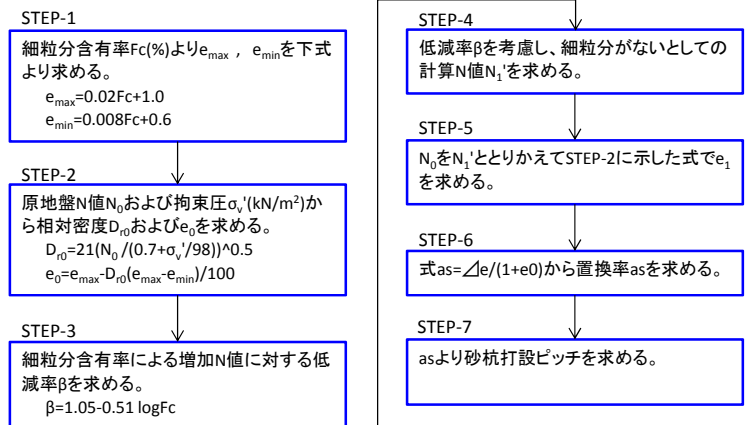 STEP-1
細粒分含有率Fc(%)よりemax , eminを下式
より求める。
emax=0.02Fc+1.0
emin=0.008Fc+0.6
STEP-2
原地盤N値N0および拘束圧σv'(kN/m2)か
ら相対密度Dr0およびe0を求める。
Dr0=21(N0 /(0.7+σv'/98))^0.5
e0=emax-Dr0(emax-emin)/100
STEP-3
細粒分含有率による増加N値に対する低
減率βを求める。
β=1.05-0.51 logFc
STEP-4
低減率βを考慮し、細粒分がないとしての
計算N値N1'を求める。
STEP-5
N0をN1'ととりかえてSTEP-2に示した式でe1
を求める。
STEP-6
式as=⊿e/(1+e0)から置換率asを求める。
STEP-7
asより砂杭打設ピッチを求める。